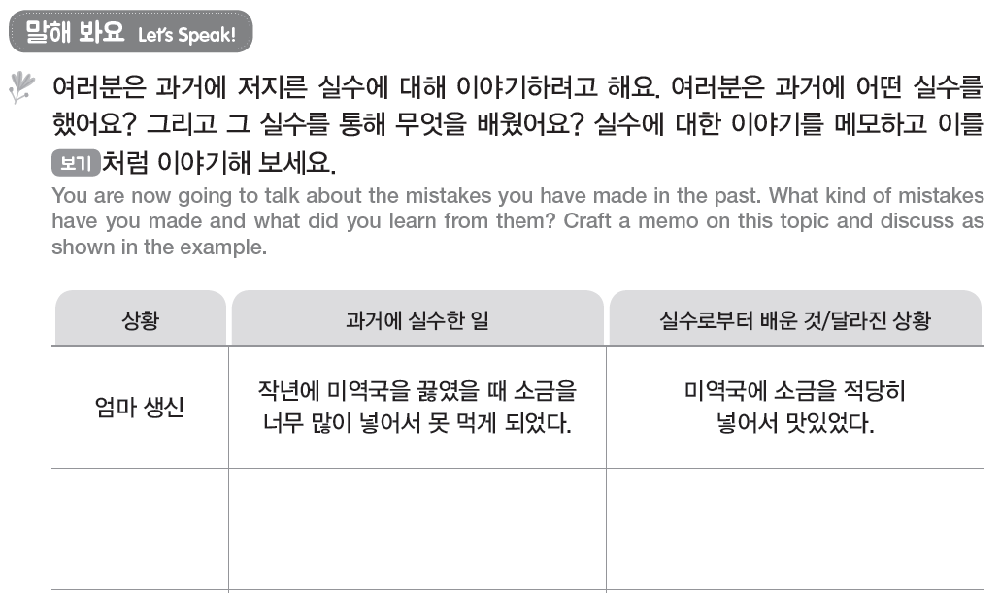 말해 봐요 Let's Speak!
여러분은 과거에 저지른 실수에 대해 이야기하려고 해요. 여러분은 과거에 어떤 실수를
했어요? 그리고 그 실수를 통해 무엇을 배웠어요? 실수에 대한 이야기를 메모하고 이를
보기처럼 이야기해 보세요.
You are now going to talk about the mistakes you have made in the past. What kind of mistakes
have you made and what did you learn from them? Craft a memo on this topic and discuss as
shown in the example.
상황 과거에 실수한 일 실수로부터 배운 것/달라진 상황
엄마 생신
작년에 미역국을 끓였을 때 소금을
너무 많이 넣어서 못 먹게 되었다.
미역국에 소금을 적당히
넣어서 맛있었다.